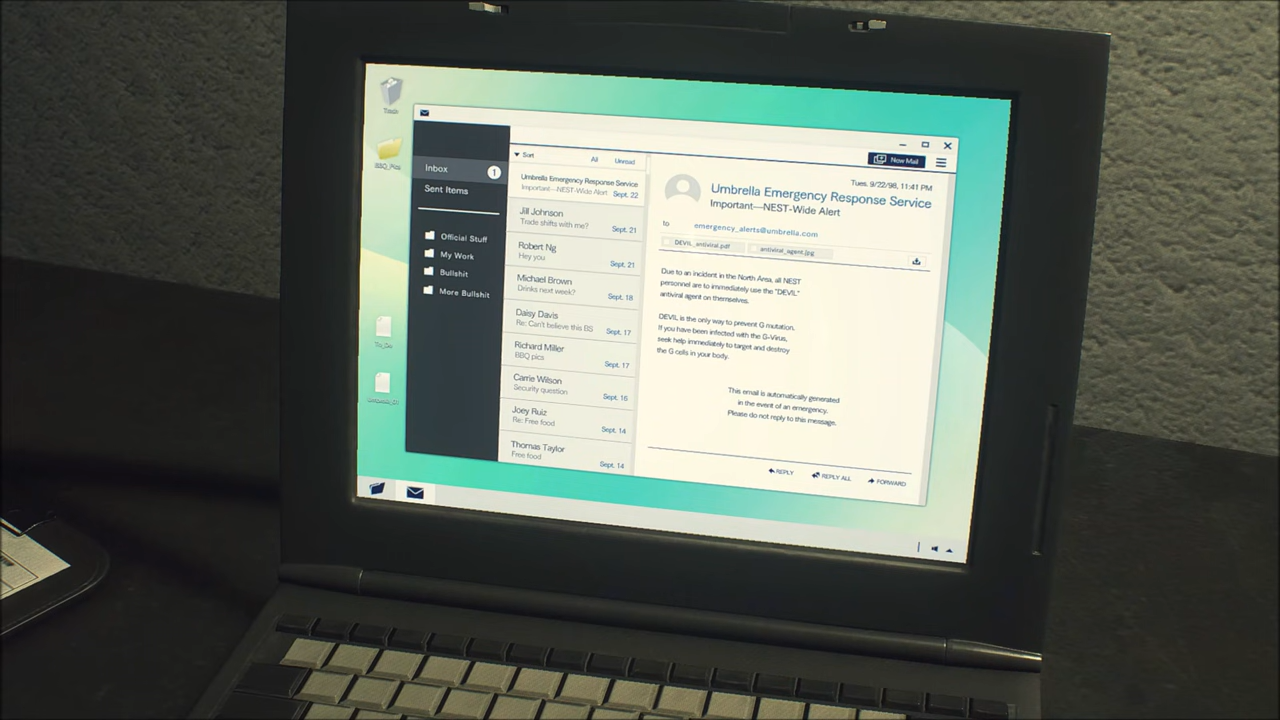 Trash
BBQ_Pics
To_Do
Inbox
1
Sent Items
Official Stuff
My Work
Bullshit
More Bullshit
Sort
All
Unread
Umbrella Emergency Response Service
Important—NEST-Wide Alert
Sept. 22
Jill Johnson
Trade shifts with me?
Sept. 21
Robert Ng
Hey you
Sept. 21
Michael Brown
Drinks next week?
Sept. 18
Daisy Davis
Re: Can't believe this BS
Sept. 17
Richard Miller
BBQ pics
Sept. 17
Carrie Wilson
Security question
Sept. 16
Joey Ruiz
Re: Free food
Sept. 14
Thomas Taylor
Free food
Sept. 14
New Mail
Tues. 9/22/98, 11:41 PM
Umbrella Emergency Response Service
Important—NEST-Wide Alert
to emergency_alerts@umbrella.com
DEVIL_antiviral.pdf
antiviral_agent.jpg
Due to an incident in the North Area, all NEST
personnel are to immediately use the "DEVIL"
antiviral agent on themselves.
DEVIL is the only way to prevent G mutation.
If you have been infected with the G-Virus,
seek help immediately to target and destroy
the G cells in your body.
This email is automatically generated
in the event of an emergency.
Please do not reply to this message.
REPLY
REPLY ALL
FORWARD